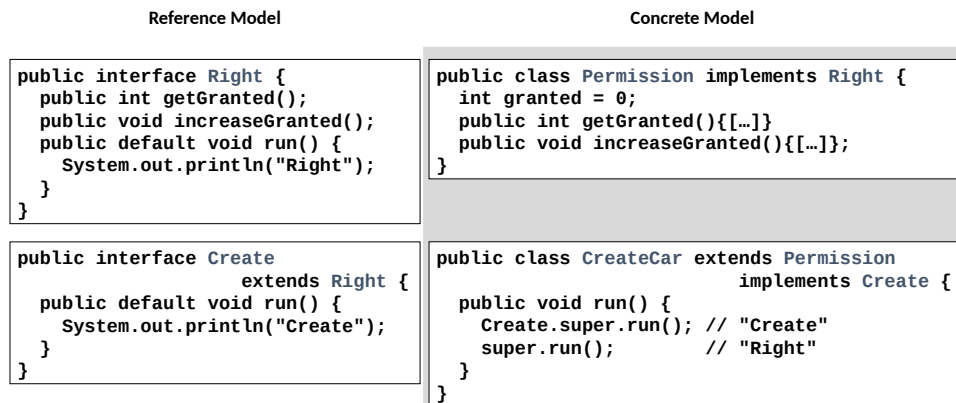 Reference Model
Concrete Model
public interface Right {
  public int getGranted();
  public void increaseGranted();
  public default void run() {
    System.out.println("Right");
  }
}
public class Permission implements Right {
  int granted = 0;
  public int getGranted(){[…]}
  public void increaseGranted(){[…]};
}
public interface Create
                     extends Right {
  public default void run() {
    System.out.println("Create");
  }
}
public class CreateCar extends Permission
                            implements Create {
  public void run() {
    Create.super.run(); // "Create"
    super.run();        // "Right"
  }
}